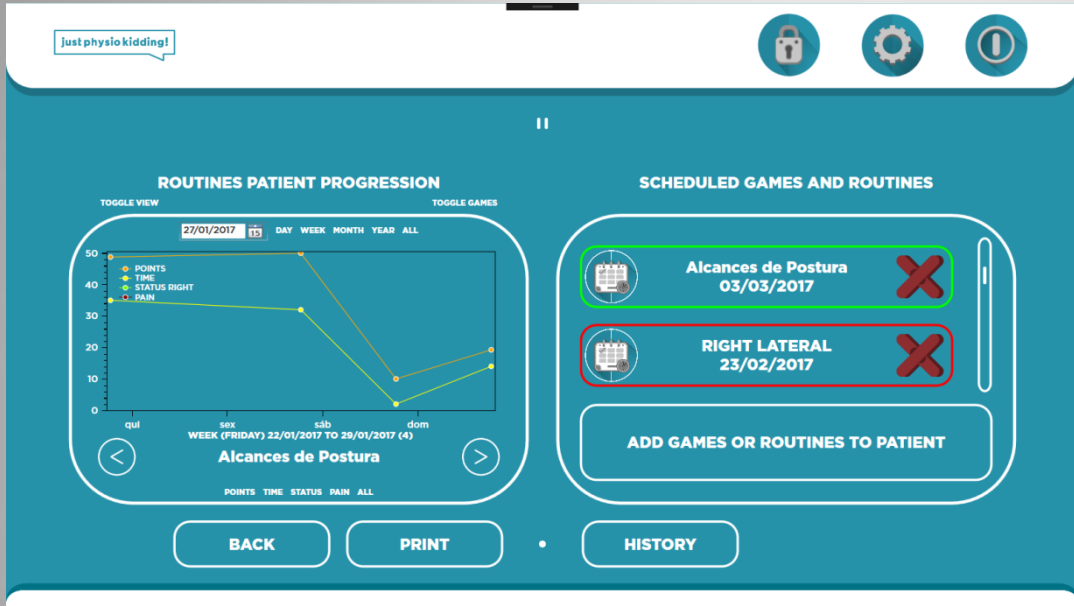 just physio kidding!
ROUTINES PATIENT PROGRESSION
TOGGLE VIEW
TOGGLE GAMES
27/01/2017
15
DAY WEEK MONTH YEAR ALL
50
40
30
20
10
0
POINTS
TIME
STATUS RIGHT
PAIN
qui
sex
sáb
dom
WEEK (FRIDAY) 22/01/2017 TO 29/01/2017 (4)
<
Alcances de Postura
>
POINTS TIME STATUS PAIN ALL
SCHEDULED GAMES AND ROUTINES
Alcances de Postura
03/03/2017
RIGHT LATERAL
23/02/2017
ADD GAMES OR ROUTINES TO PATIENT
BACK
PRINT
HISTORY